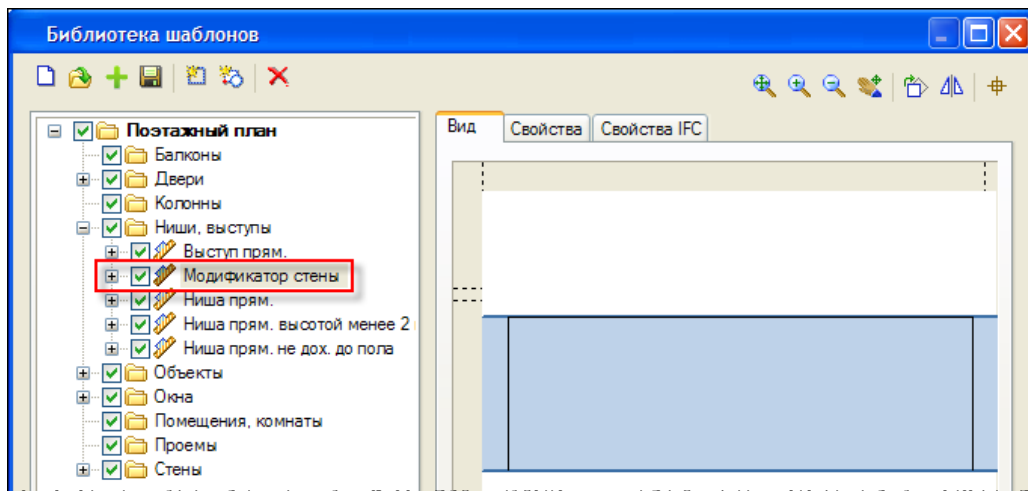 Библиотека шаблонов
Вид
Свойства
Свойства IFC
Поэтажный план
Балконы
Двери
Колонны
Ниши, выступы
Выступ прям.
Модификатор стены
Ниша прям.
Ниша прям. высотой менее 2
Ниша прям. не дох. до пола
Объекты
Окна
Помещения, комнаты
Проемы
Стены